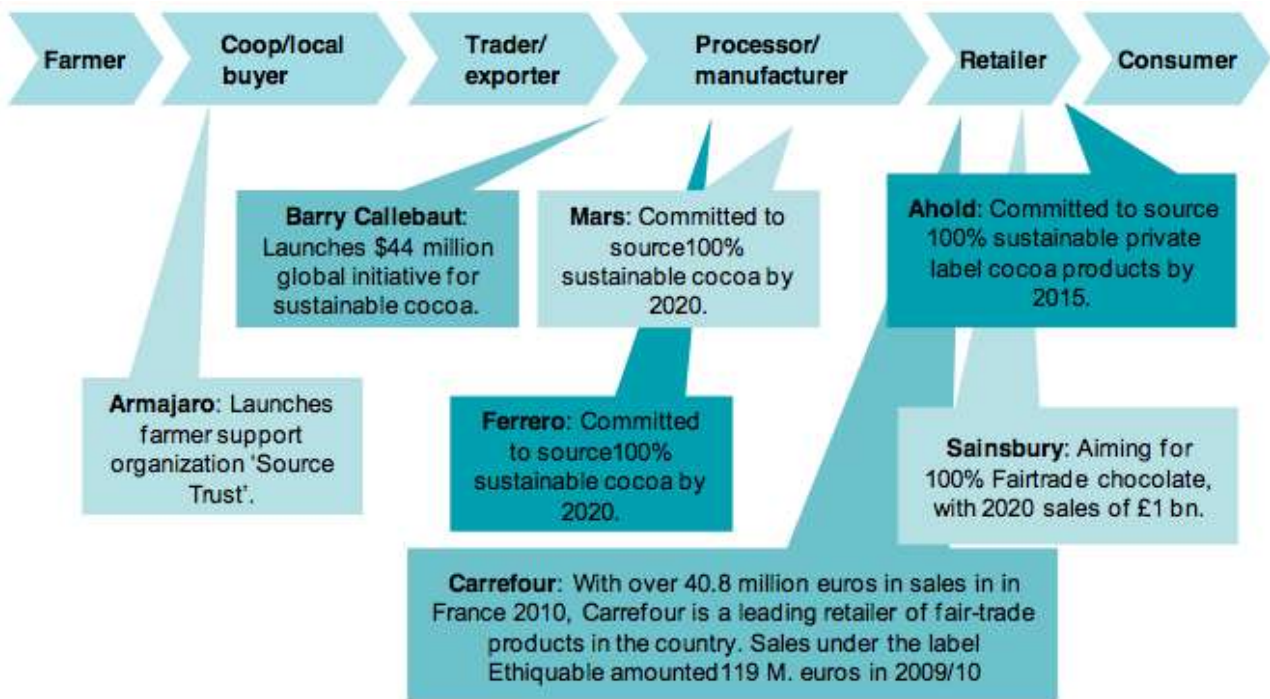 Farmer
Coop/local
buyer
Trader/
exporter
Processor/
manufacturer
Retailer
Consumer
Barry Callebaut:
Launches $44 million
global initiative for
sustainable cocoa.
Mars: Committed to
source100%
sustainable cocoa by
2020.
Ahold: Committed to source
100% sustainable private
label cocoa products by
2015.
Armajaro: Launches
farmer support
organization 'Source
Trust'.
Ferrero: Committed
to source100%
sustainable cocoa by
2020.
Sainsbury: Aiming for
100% Fairtrade chocolate,
with 2020 sales of £1 bn.
Carrefour: With over 40.8 million euros in sales in in
France 2010, Carrefour is a leading retailer of fair-trade
products in the country. Sales under the label
Ethiquable amounted119 M. euros in 2009/10